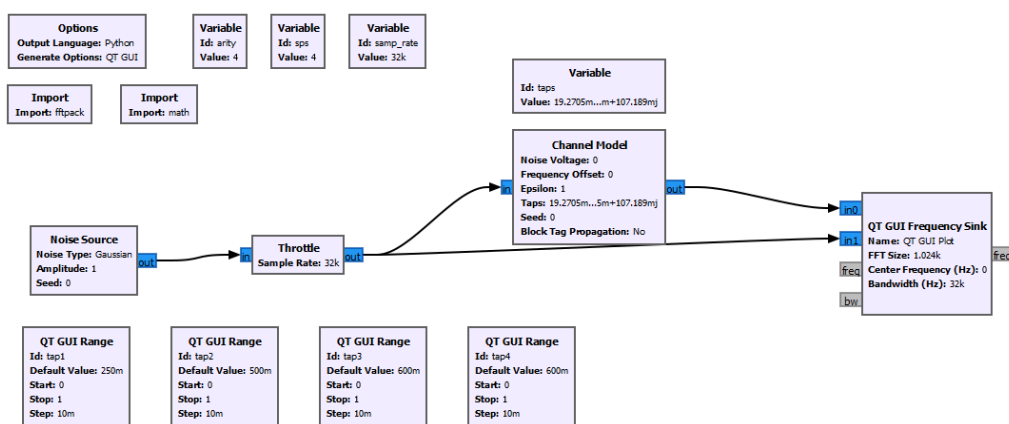 Options
Output Language: Python
Generate Options: QT GUI
Variable
Id: arity
Value: 4
Variable
Id: sps
Value: 4
Variable
Id: samp_rate
Value: 32k
Variable
Id: taps
Value: 19.2705m...m+107.189mj
Import
Import: fftpack
Import
Import: math
Channel Model
Noise Voltage: 0
Frequency Offset: 0
Epsilon: 1
Taps: 19.2705m...5m+107.189mj
Seed: 0
Block Tag Propagation: No
in
out
Noise Source
Noise Type: Gaussian
Amplitude: 1
Seed: 0
out
Throttle
Sample Rate: 32k
in
out
QT GUI Frequency Sink
Name: QT GUI Plot
FFT Size: 1.024k
Center Frequency (Hz): 0
Bandwidth (Hz): 32k
in0
in1
freq
bw
freq
QT GUI Range
Id: tap1
Default Value: 250m
Start: 0
Stop: 1
Step: 10m
QT GUI Range
Id: tap2
Default Value: 500m
Start: 0
Stop: 1
Step: 10m
QT GUI Range
Id: tap3
Default Value: 600m
Start: 0
Stop: 1
Step: 10m
QT GUI Range
Id: tap4
Default Value: 600m
Start: 0
Stop: 1
Step: 10m